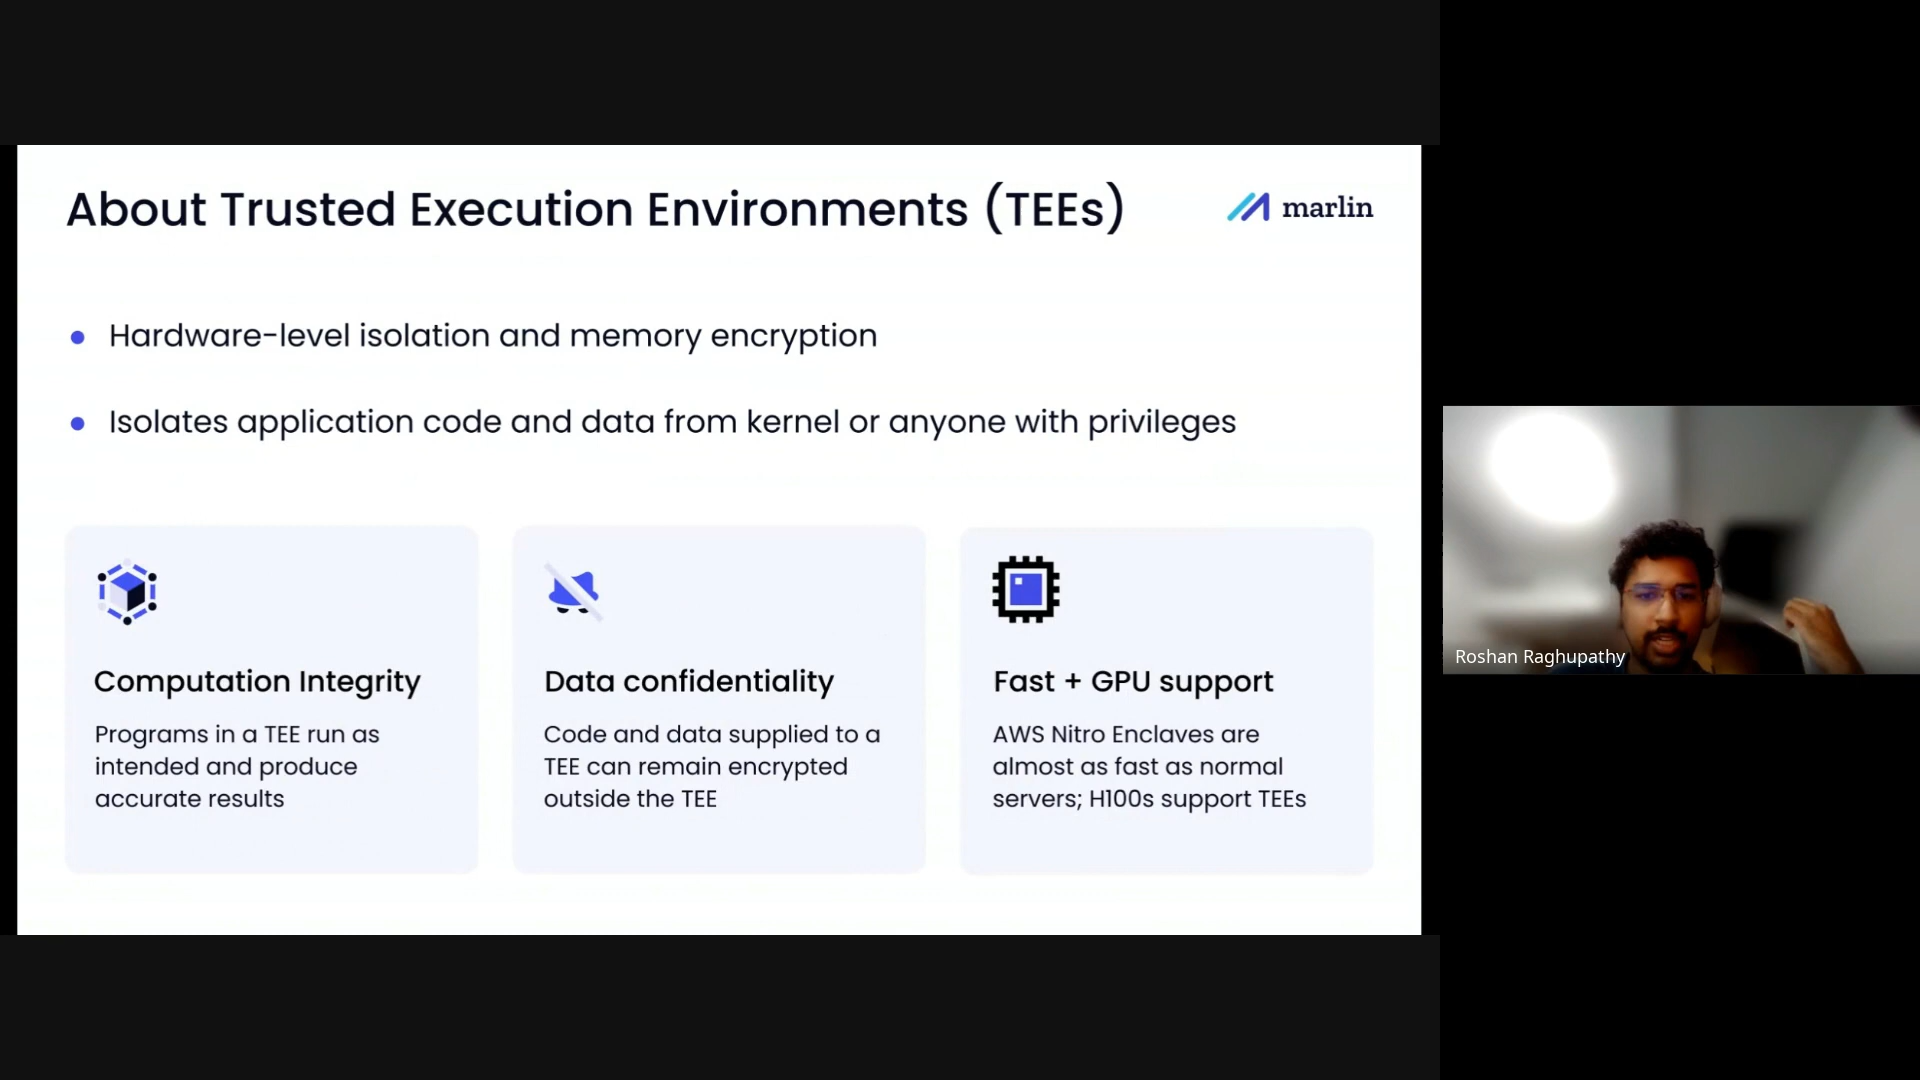 About Trusted Execution Environments (TEEs)
marlin
Hardware-level isolation and memory encryption
Isolates application code and data from kernel or anyone with privileges
Computation Integrity
Programs in a TEE run as
intended and produce
accurate results
Data confidentiality
Code and data supplied to a
TEE can remain encrypted
outside the TEE
Fast + GPU support
AWS Nitro Enclaves are
almost as fast as normal
servers; H100s support TEEs
Roshan Raghupathy